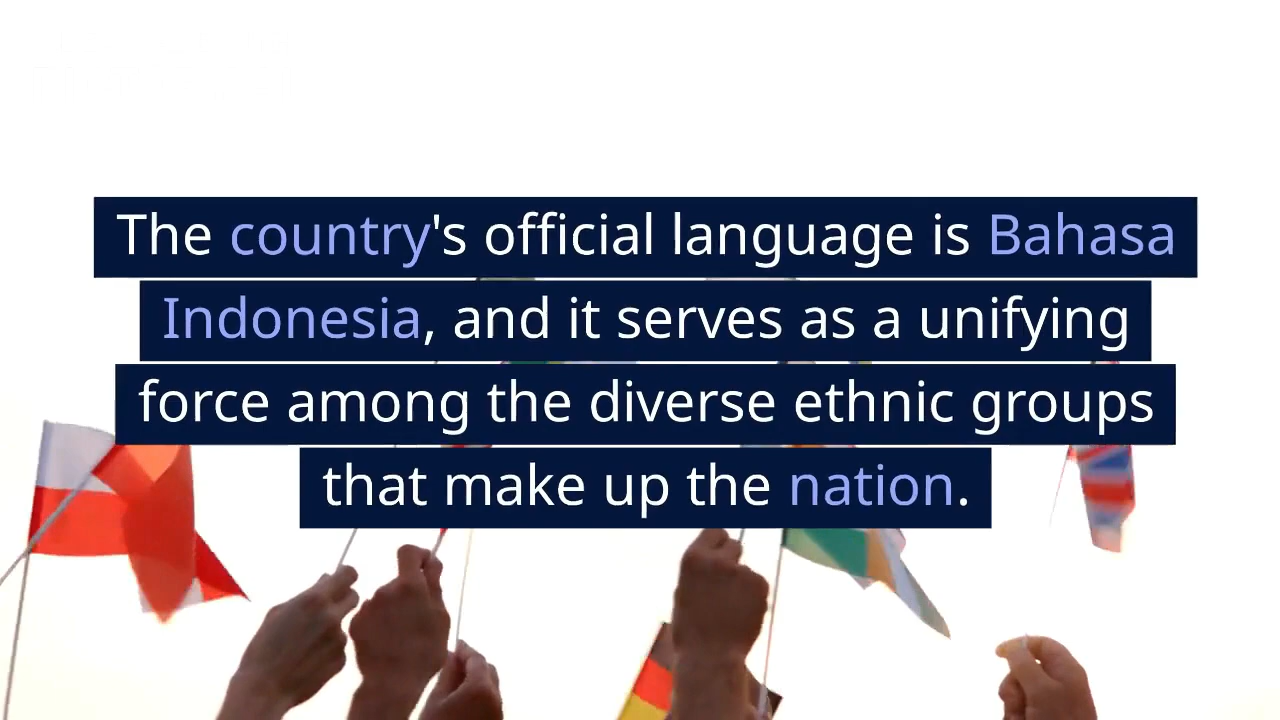 The country's official language is Bahasa
Indonesia, and it serves as a unifying
force among the diverse ethnic groups
that make up the nation.